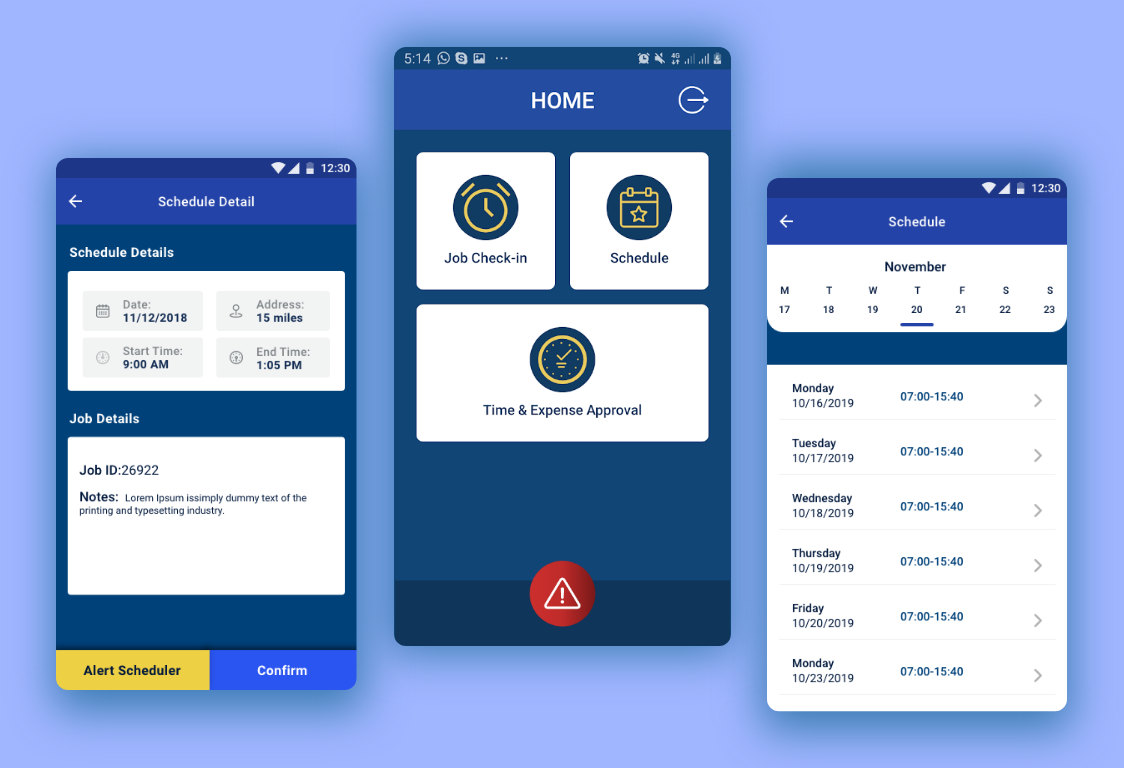 12:30
Schedule Detail
Schedule Details
Date:
11/12/2018
Address:
15 miles
Start Time:
9:00 AM
End Time:
1:05 PM
Job Details
Job ID:26922
Notes: Lorem Ipsum issimply dummy text of the
printing and typesetting industry.
Alert Scheduler
Confirm
5:14
4G
HOME
Job Check-in
Schedule
Time & Expense Approval
12:30
Schedule
November
M T W T F S S
17 18 19 20 21 22 23
Monday
10/16/2019
07:00-15:40
Tuesday
10/17/2019
07:00-15:40
Wednesday
10/18/2019
07:00-15:40
Thursday
10/19/2019
07:00-15:40
Friday
10/20/2019
07:00-15:40
Monday
10/23/2019
07:00-15:40